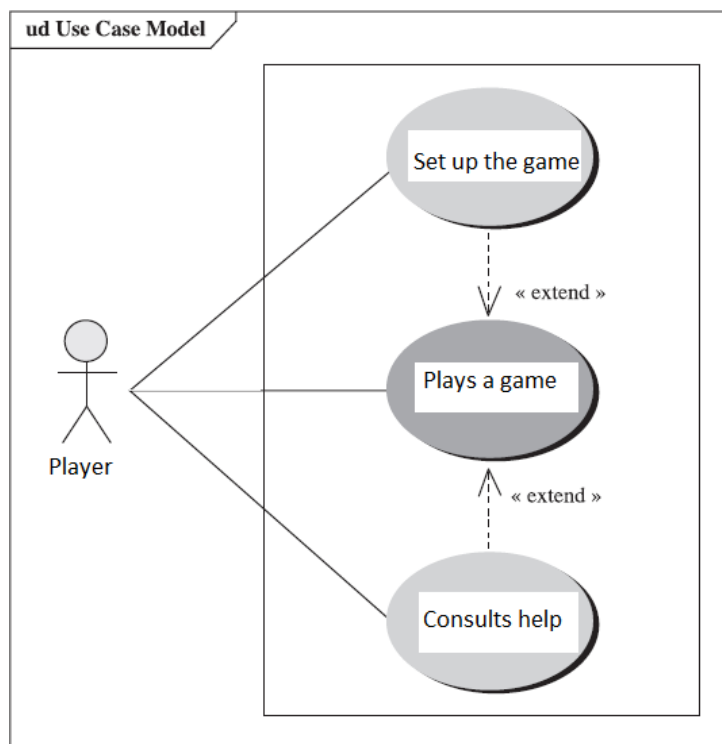 ud Use Case Model
Set up the game
« extend »
Plays a game
Player
« extend »
Consults help